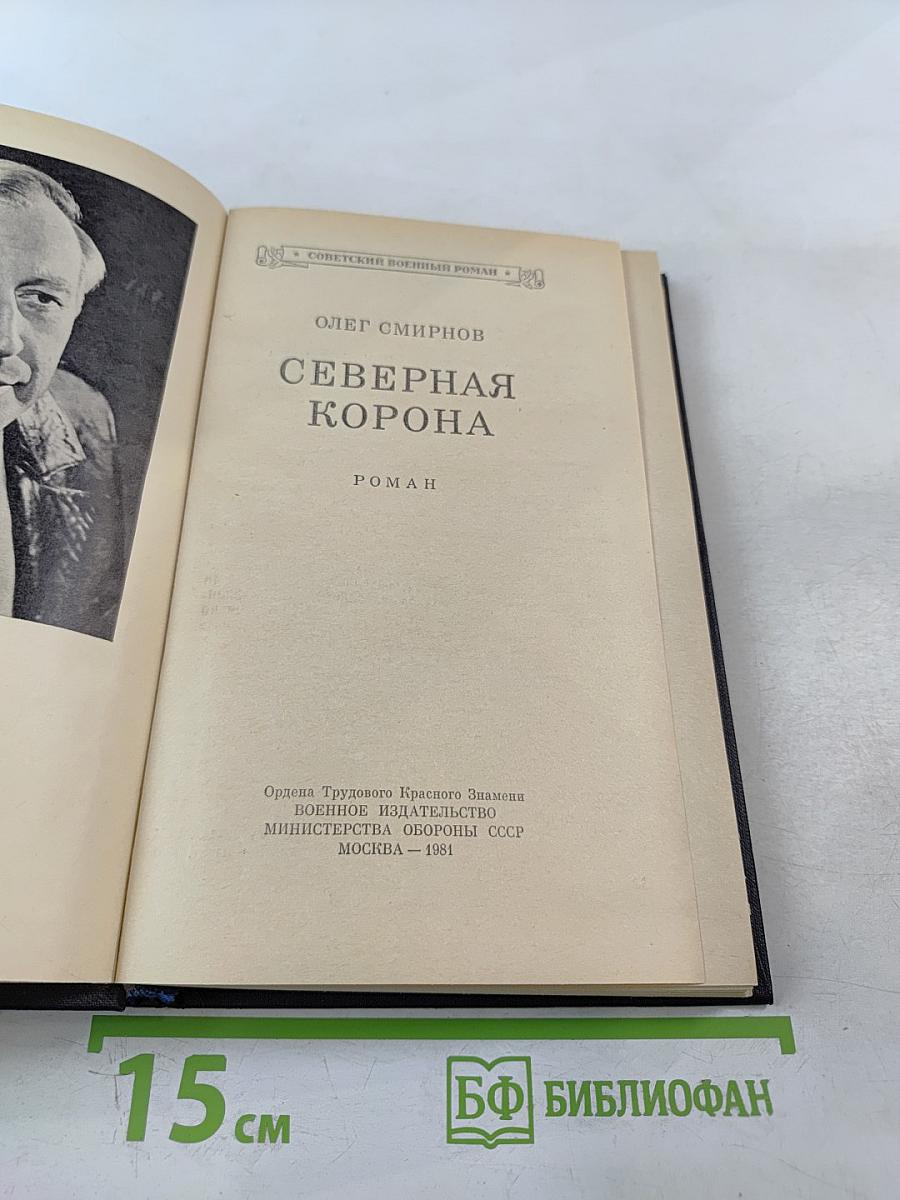 ★ СОВЕТСКИЙ ВОЕННЫЙ РОМАН ★
ОЛЕГ СМИРНОВ
СЕВЕРНАЯ
КОРОНА
РОМАН
Ордена Трудового Красного Знамени
ВОЕННОЕ ИЗДАТЕЛЬСТВО
МИНИСТЕРСТВА ОБОРОНЫ СССР
МОСКВА — 1981
15 см
БФ БИБЛИОФАН